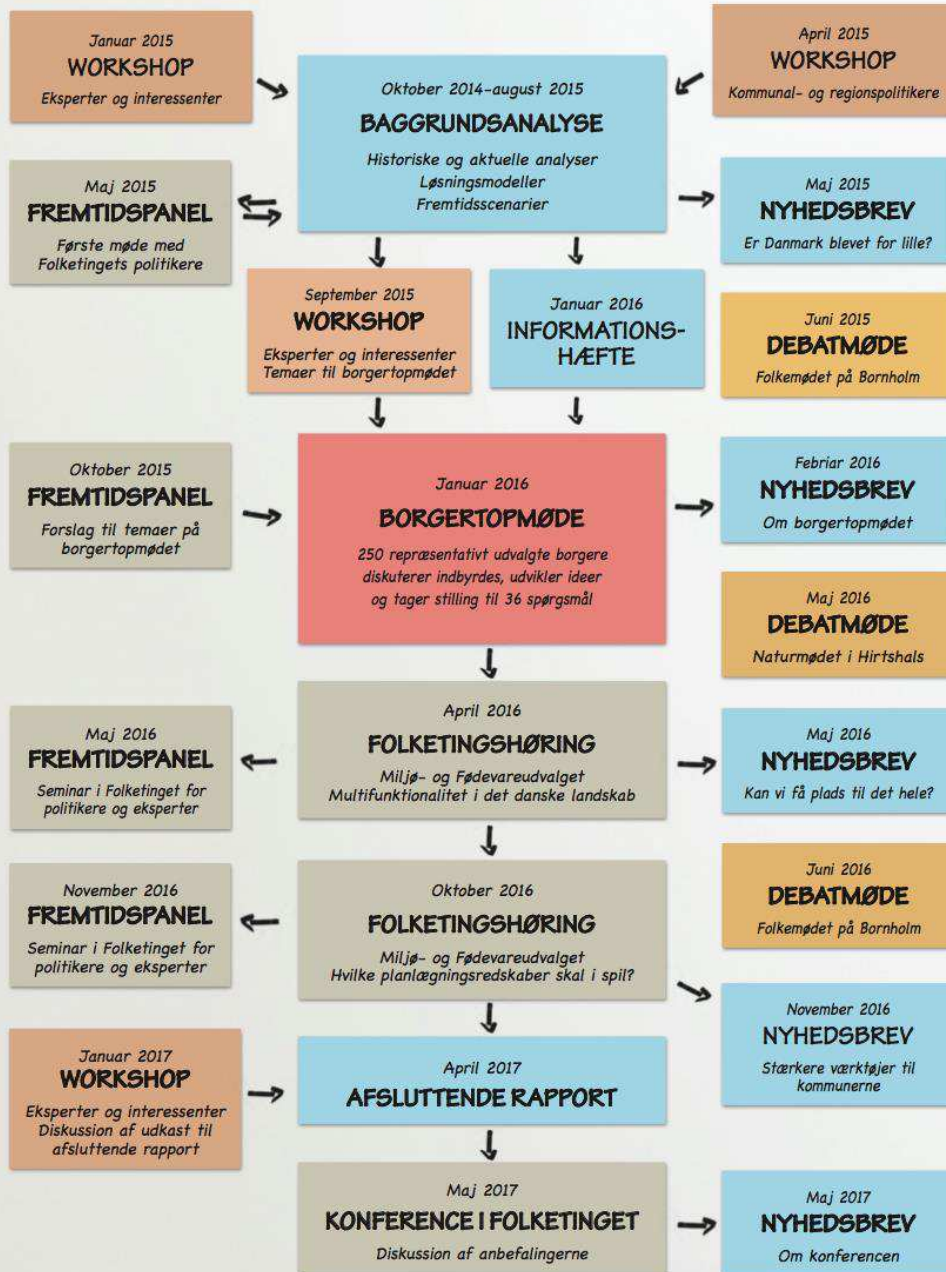 Januar 2015
WORKSHOP
Eksperter og interessenter
Oktober 2014-august 2015
BAGGRUNDSANALYSE
Historiske og aktuelle analyser
Løsningsmodeller
Fremtidsscenarier
April 2015
WORKSHOP
Kommunal- og regionspolitikere
Maj 2015
FREMTIDSPANEL
Første møde med
Folketingets politikere
Maj 2015
NYHEDSBREV
Er Danmark blevet for lille?
September 2015
WORKSHOP
Eksperter og interessenter
Temaer til borgertopmødet
Januar 2016
INFORMATIONS-
HÆFTE
Juni 2015
DEBATMØDE
Folkemødet på Bornholm
Oktober 2015
FREMTIDSPANEL
Forslag til temaer på
borgertopmødet
Januar 2016
BORGERTOPMØDE
250 repræsentativt udvalgte borgere
diskuterer indbyrdes, udvikler ideer
og tager stilling til 36 spørgsmål
Febriar 2016
NYHEDSBREV
Om borgertopmødet
Maj 2016
DEBATMØDE
Naturmødet i Hirtshals
Maj 2016
FREMTIDSPANEL
Seminar i Folketinget for
politikere og eksperter
April 2016
FOLKETINGSHØRING
Miljø- og Fødevareudvalget
Multifunktionalitet i det danske landskab
Maj 2016
NYHEDSBREV
Kan vi få plads til det hele?
November 2016
FREMTIDSPANEL
Seminar i Folketinget for
politikere og eksperter
Oktober 2016
FOLKETINGSHØRING
Miljø- og Fødevareudvalget
Hvilke planlægningsredskaber skal i spil?
Juni 2016
DEBATMØDE
Folkemødet på Bornholm
November 2016
NYHEDSBREV
Stærkere værktøjer til
kommunerne
Januar 2017
WORKSHOP
Eksperter og interessenter
Diskussion af udkast til
afsluttende rapport
April 2017
AFSLUTTENDE RAPPORT
Maj 2017
KONFERENCE I FOLKETINGET
Diskussion af anbefalingerne
Maj 2017
NYHEDSBREV
Om konferencen